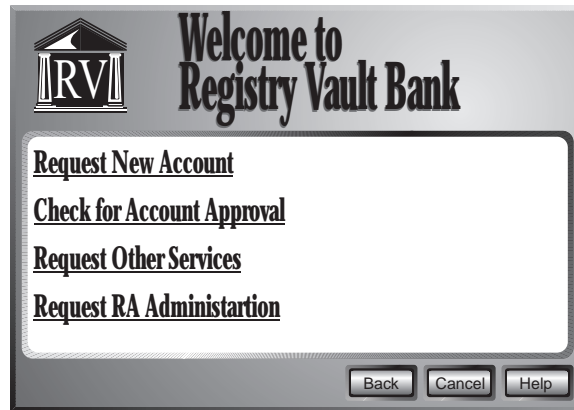 Welcome to
Registry Vault Bank
RV
Request New Account
Check for Account Approval
Request Other Services
Request RA Administartion
Back Cancel Help